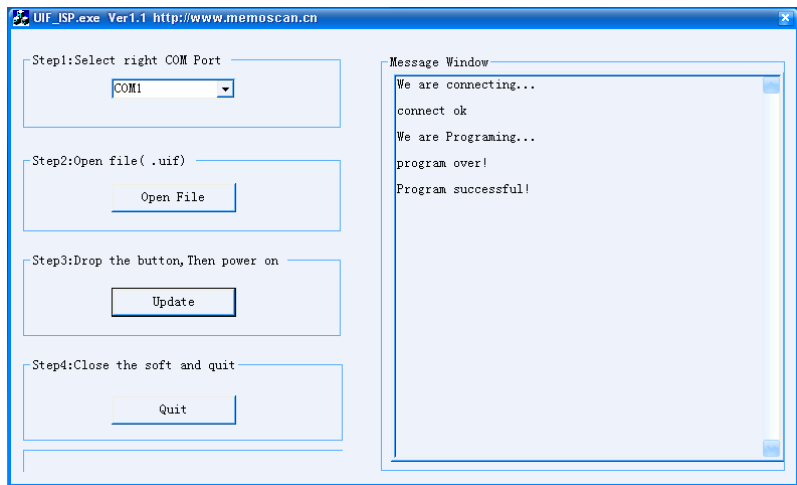 UIF_ISP.exe Ver1.1 http://www.memoscan.cn
Step1:Select right COM Port
COM1
Step2:Open file( .uif)
Open File
Step3:Drop the button,Then power on
Update
Step4:Close the soft and quit
Quit
Message Window
We are connecting...
connect ok
We are Programing...
program over!
Program successful!